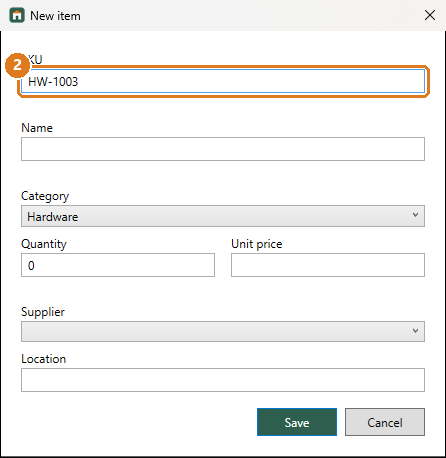 New item
2
KU
HW-1003
Name
Category
Hardware
Quantity Unit price
0
Supplier
Location
Save Cancel